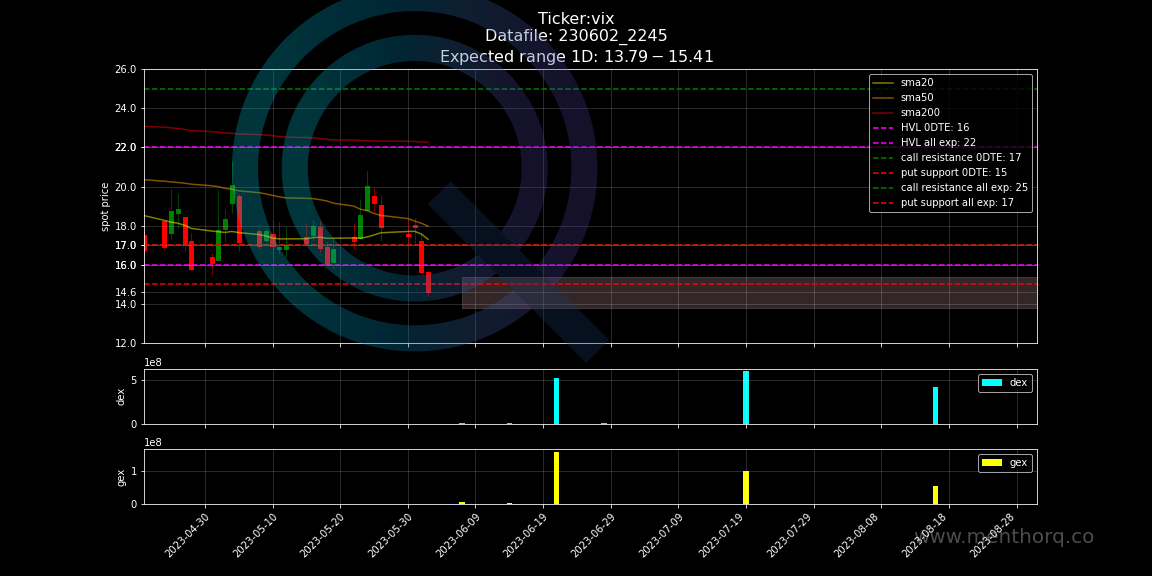 Ticker:vix
Datafile: 230602_2245
Expected range 1D: 13.79 − 15.41
26.0
24.0
22.0
20.0
18.0
17.0
16.0
14.6
14.0
12.0
spot price
sma20
sma50
sma200
HVL 0DTE: 16
HVL all exp: 22
call resistance 0DTE: 17
put support 0DTE: 15
call resistance all exp: 25
put support all exp: 17
1e8
5
0
dex
dex
1e8
1
0
gex
gex
2023-04-30
2023-05-10
2023-05-20
2023-05-30
2023-06-09
2023-06-19
2023-06-29
2023-07-09
2023-07-19
2023-07-29
2023-08-08
2023-08-18
2023-08-28
www.menthorq.co